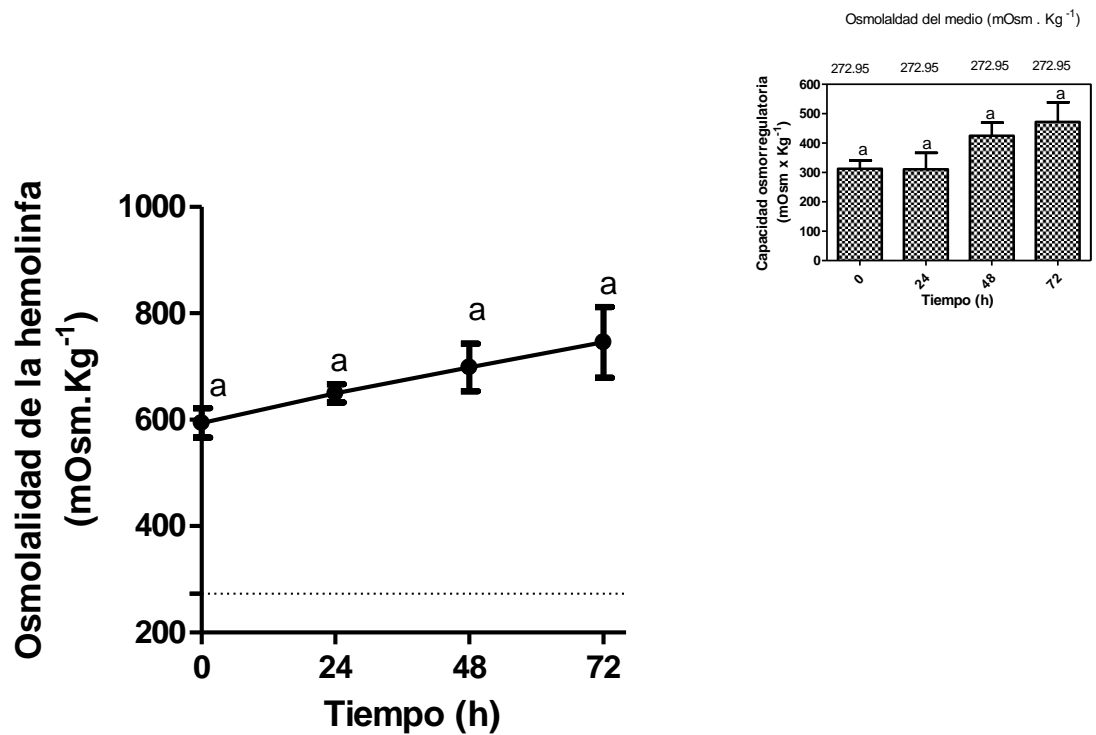 Osmolaldad del medio (mOsm . Kg -1)
272.95 272.95 272.95 272.95
Capacidad osmorregulatoria
(mOsm x Kg-1)
600
500
400
300
200
100
0
a a a a
0 24 48 72
Tiempo (h)
Osmolalidad de la hemolinfa
(mOsm.Kg-1)
1000
800
600
400
200
a a a a
0 24 48 72
Tiempo (h)